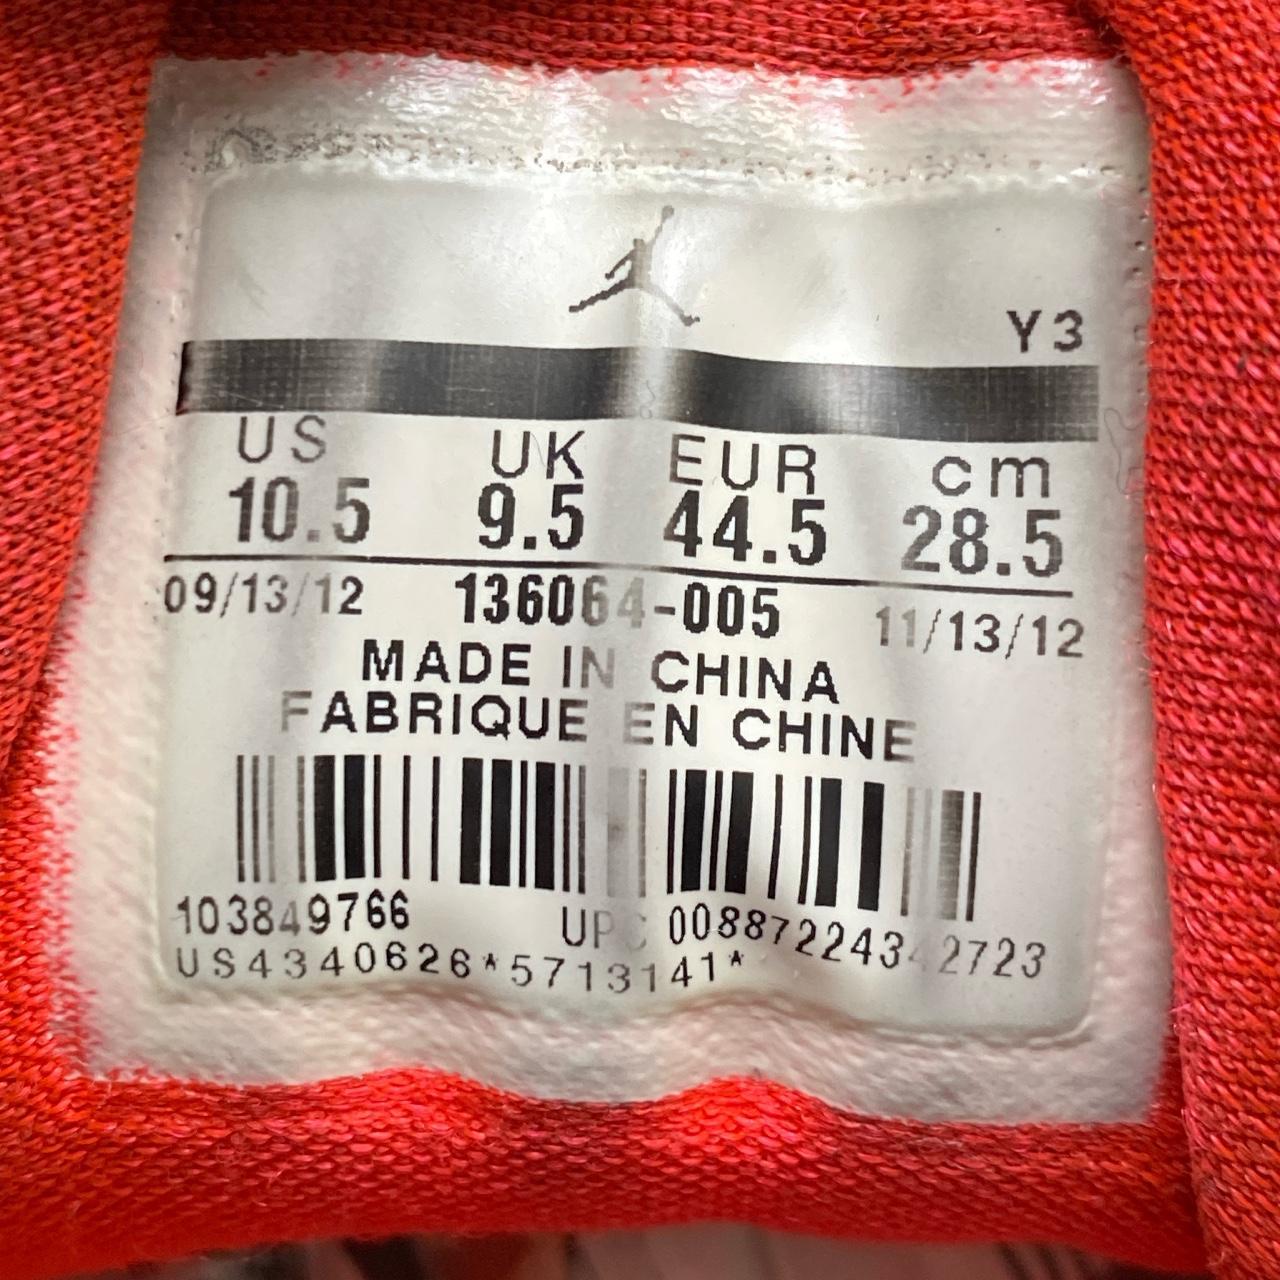 Y3
US UK EUR cm
10.5 9.5 44.5 28.5
09/13/12 136064-005 11/13/12
MADE IN CHINA
FABRIQUE EN CHINE
103849766 UPC 00887224342723
US4340626*5713141*